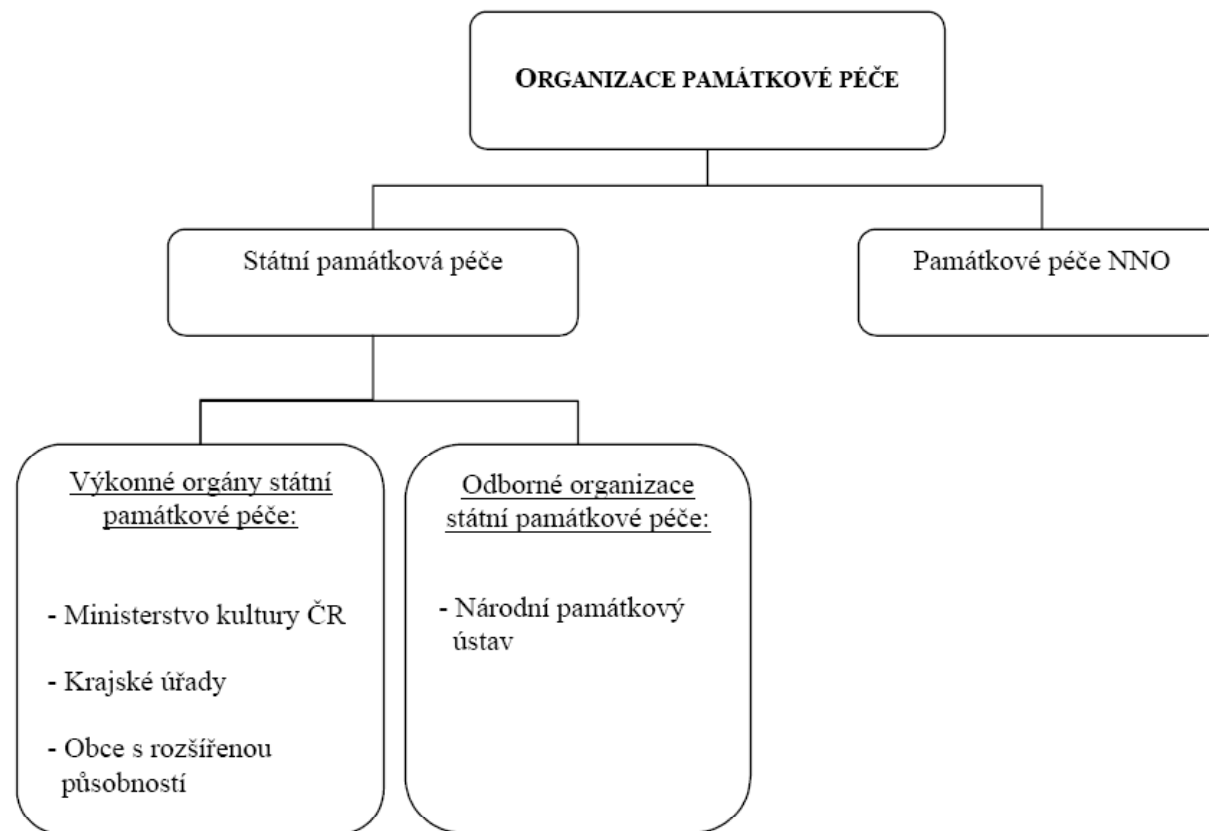 ORGANIZACE PAMÁTKOVÉ PÉČE
Státní památková péče
Památkové péče NNO
Výkonné orgány státní
památkové péče:
- Ministerstvo kultury ČR
- Krajské úřady
- Obce s rozšířenou
působností
Odborné organizace
státní památkové péče:
- Národní památkový
ústav